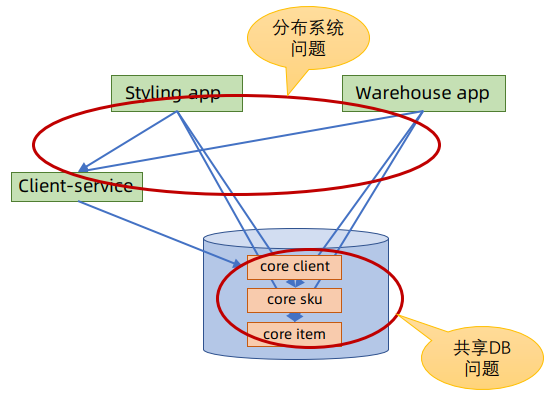 分布系统
问题
Styling app
Warehouse app
Client-service
core client
core sku
core item
共享DB
问题